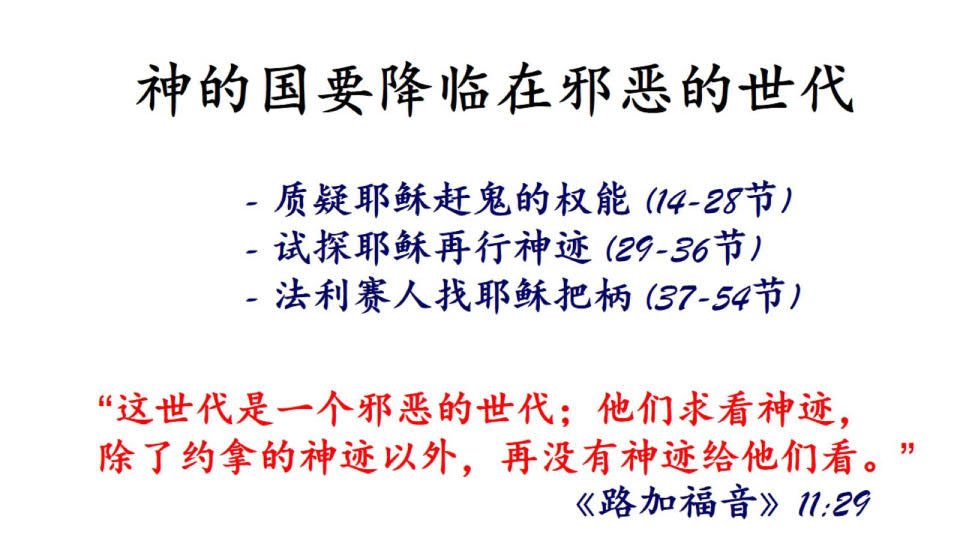 神的国要降临在邪恶的世代
- 质疑耶稣赶鬼的权能 (14-28节)
- 试探耶稣再行神迹 (29-36节)
- 法利赛人找耶稣把柄 (37-54节)
“这世代是一个邪恶的世代；他们求看神迹，
除了约拿的神迹以外，再没有神迹给他们看。”
《路加福音》11:29